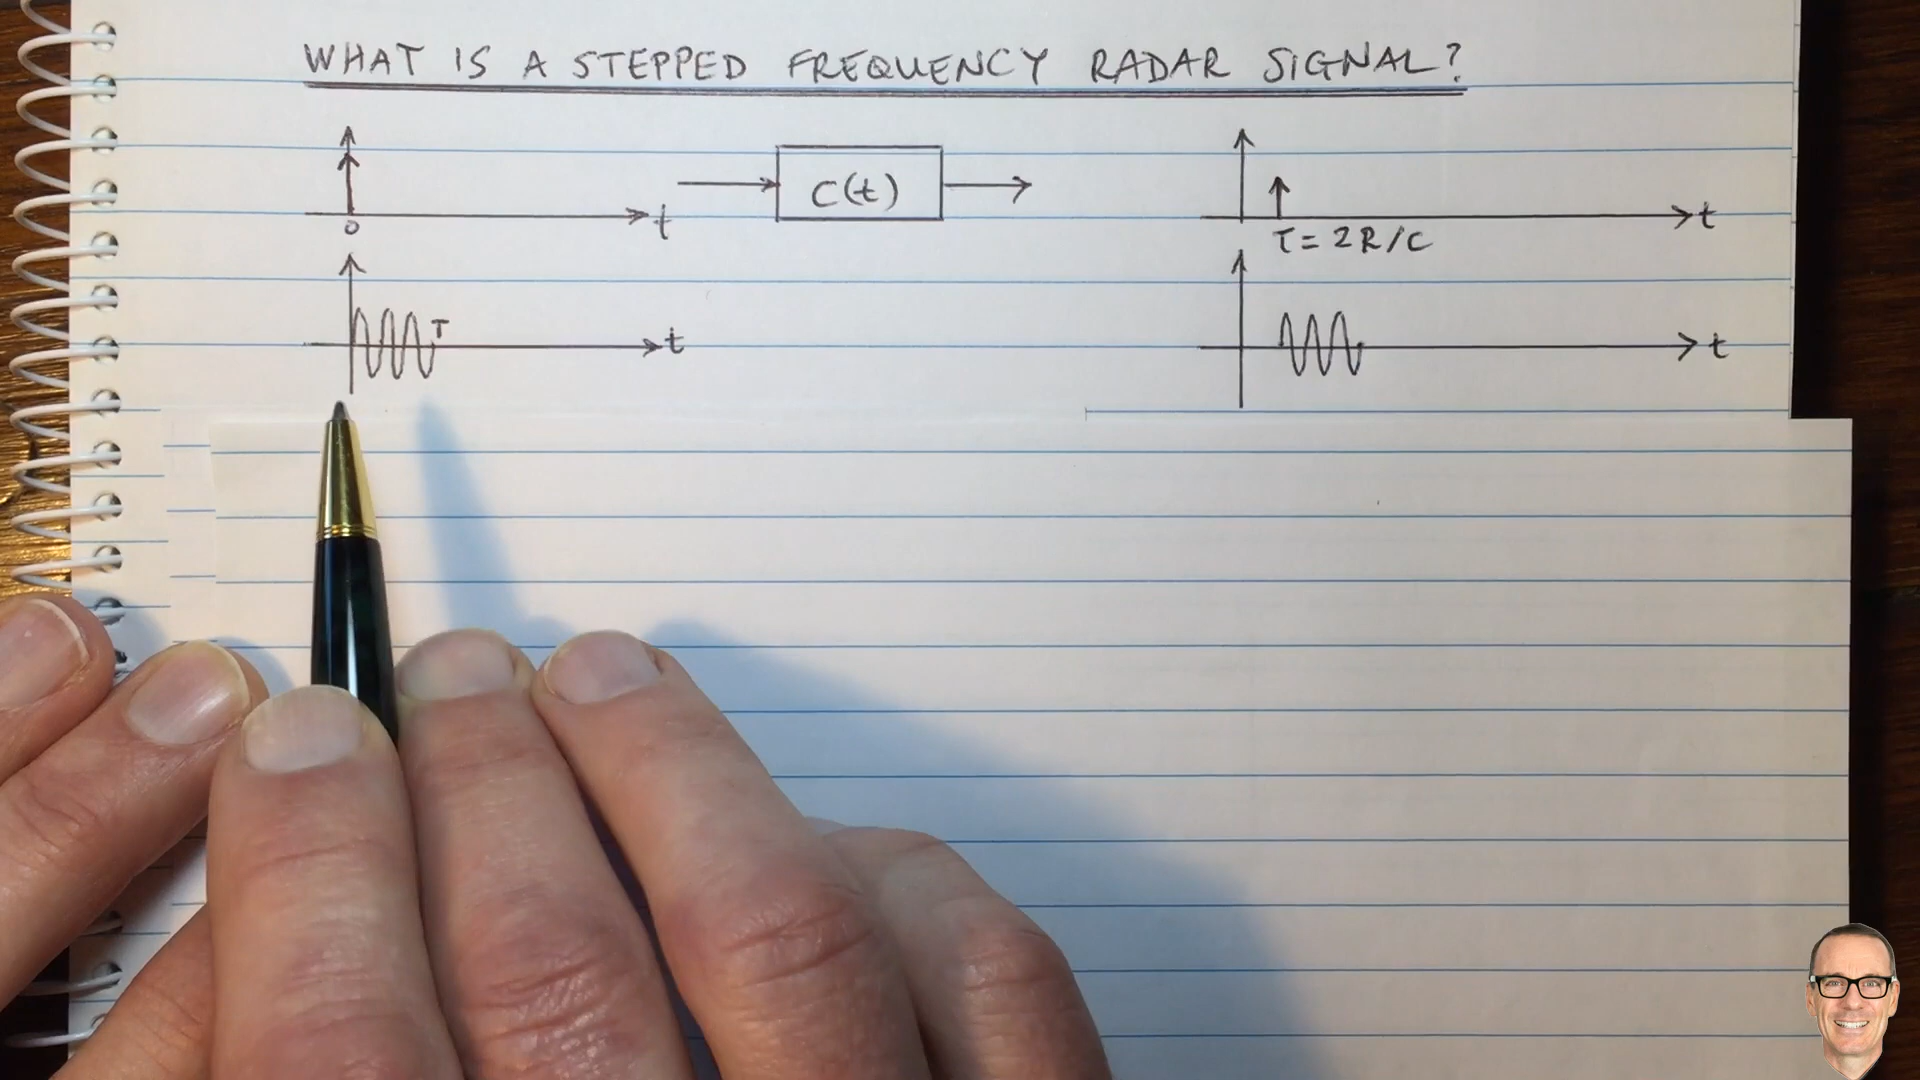 WHAT IS A STEPPED FREQUENCY RADAR SIGNAL?
C(t)
0
t
t
τ = 2R/C
T
t
t